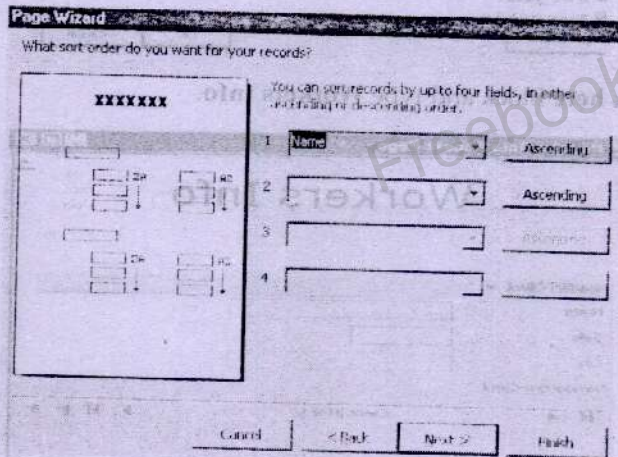 Page Wizard
What sort order do you want for your records?
You can sort records by up to four fields, in either
ascending or descending order.
XXXXXXX
1 Name Ascending
2 Ascending
3
4
Workers Info
Cancel < Back Next > Finish
Freebook